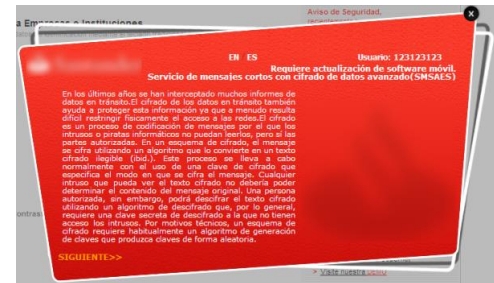 Aviso de Seguridad,
a Empresas e Instituciones
EN ES
Usuario: 123123123
Requiere actualización de software móvil.
Servicio de mensajes cortos con cifrado de datos avanzado(SMSAES)
En los últimos años se han interceptado muchos informes de
datos en tránsito.El cifrado de los datos en tránsito también
ayuda a proteger esta información ya que a menudo resulta
difícil restringir físicamente el acceso a las redes.El cifrado
es un proceso de codificación de mensajes por el que los
intrusos o piratas informáticos no puedan leerlos, pero sí las
partes autorizadas. En un esquema de cifrado, el mensaje
se cifra utilizando un algoritmo que lo convierte en un texto
cifrado ilegible (ibid.). Este proceso se lleva a cabo
normalmente con el uso de una clave de cifrado que
especifica el modo en que se cifra el mensaje. Cualquier
intruso que pueda ver el texto cifrado no debería poder
determinar el contenido del mensaje original. Una persona
autorizada, sin embargo, podrá descifrar el texto cifrado
utilizando un algoritmo de descifrado que, por lo general,
requiere una clave secreta de descifrado a la que no tienen
acceso los intrusos. Por motivos técnicos, un esquema de
cifrado requiere habitualmente un algoritmo de generación
de claves que produzca claves de forma aleatoria.
SIGUIENTE>>
contras
> Visite nuestra DEMO